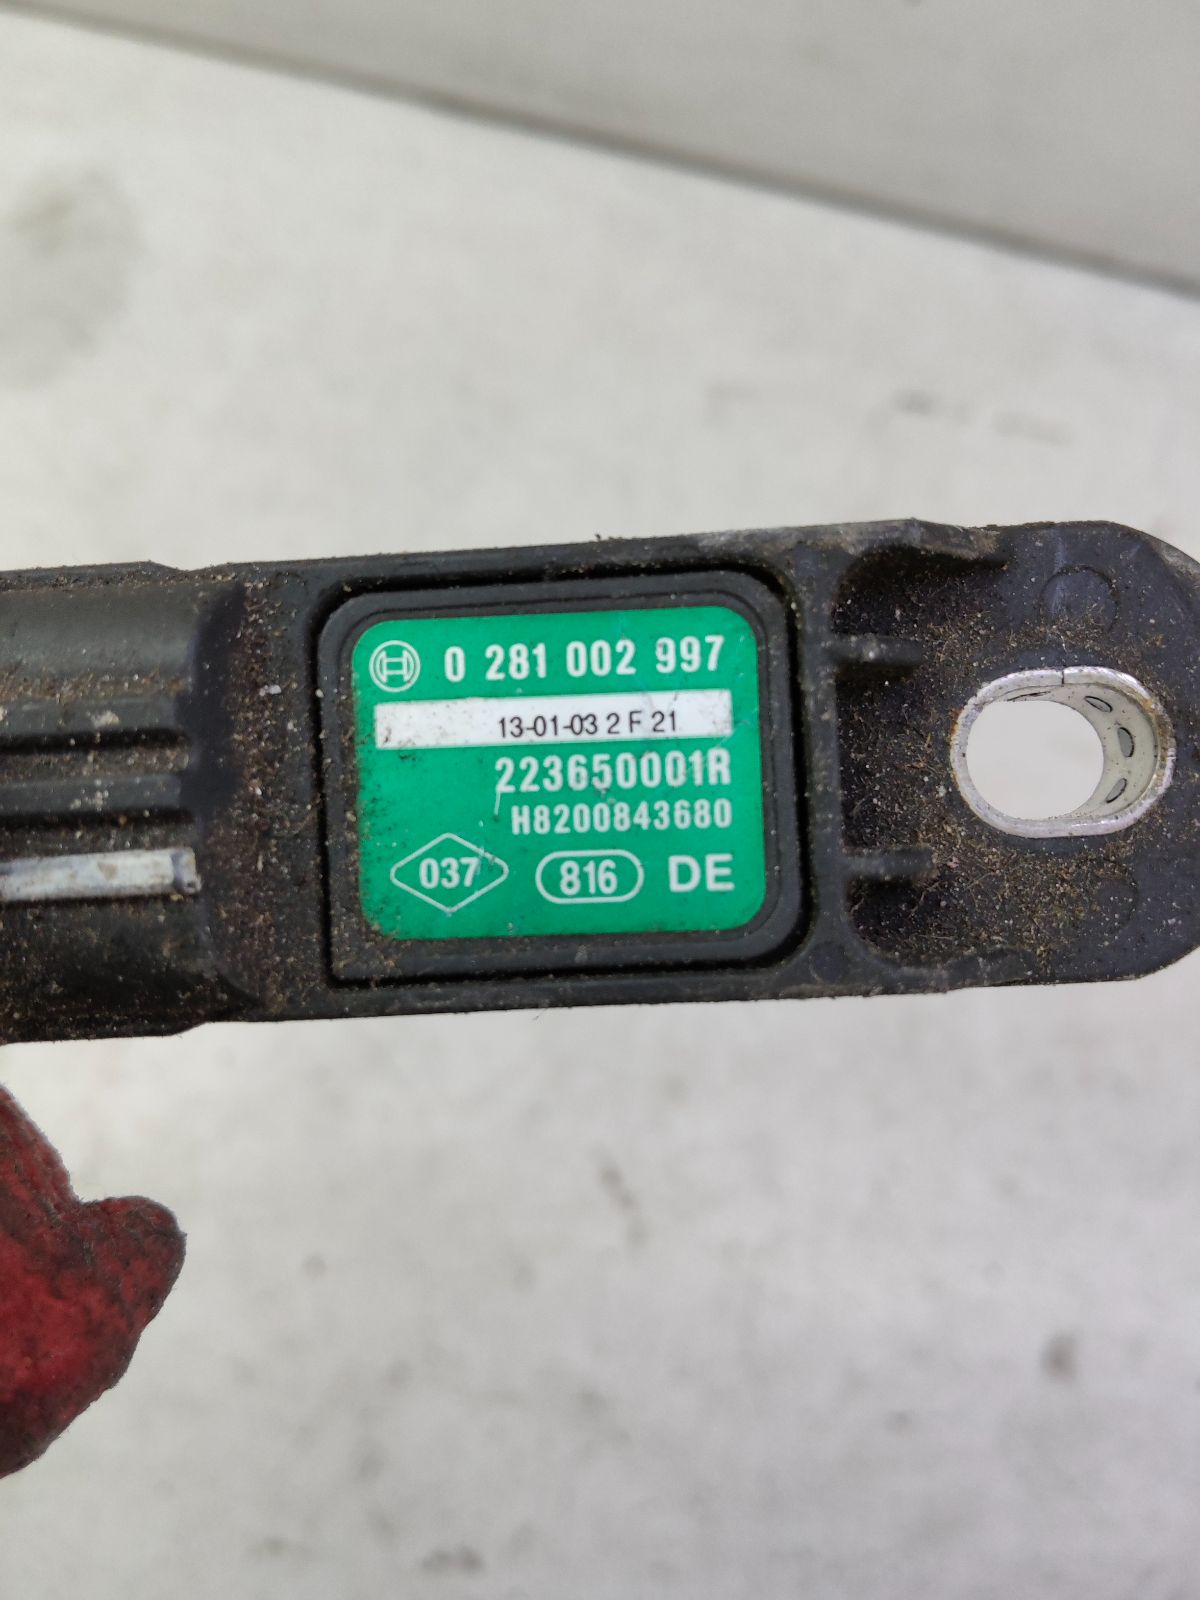 0 281 002 997
13-01-03 2 F 21
223650001R
H8200843680
037 816 DE